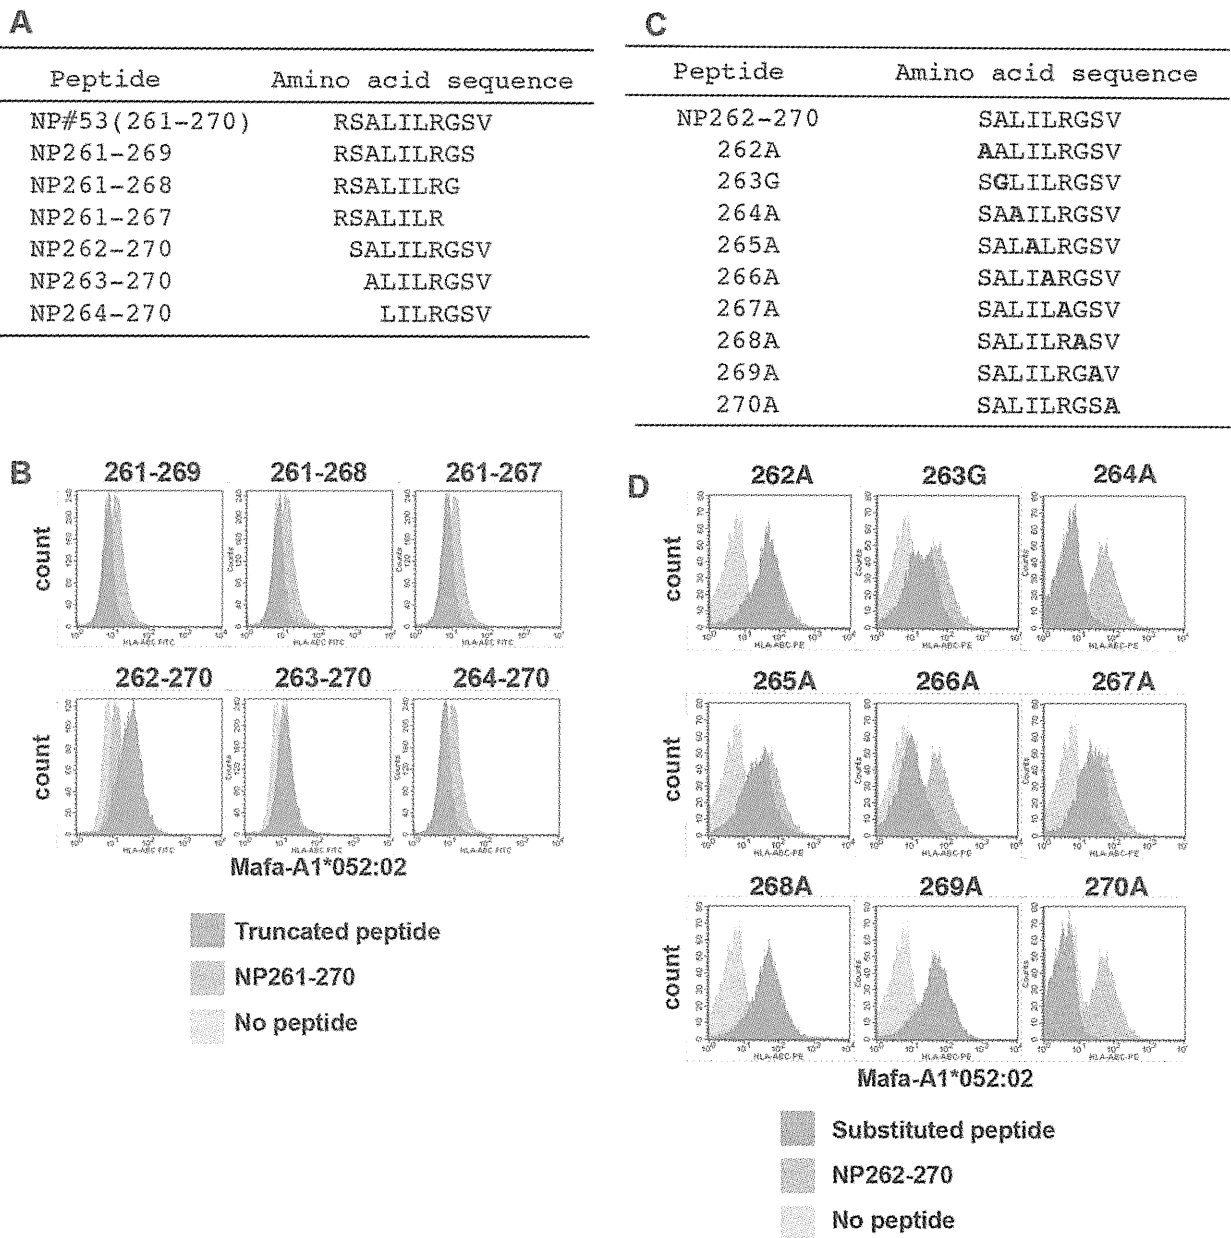 A
Peptide Amino acid sequence
NP#53(261-270) RSALILRGSV
NP261-269 RSALILRGS
NP261-268 RSALILRG
NP261-267 RSALILR
NP262-270 SALILRGSV
NP263-270 ALILRGSV
NP264-270 LILRGSV
C
Peptide Amino acid sequence
NP262-270 SALILRGSV
262A AALILRGSV
263G SGLILRGSV
264A SAAILRGSV
265A SALALRGSV
266A SALIARGSV
267A SALILAGSV
268A SALILRASV
269A SALILRGAV
270A SALILRGSA
B
261-269 261-268 261-267
count
262-270 263-270 264-270
count
Mafa-A1*052:02
Truncated peptide
NP261-270
No peptide
D
262A 263G 264A
count
265A 266A 267A
count
268A 269A 270A
count
Mafa-A1*052:02
Substituted peptide
NP262-270
No peptide